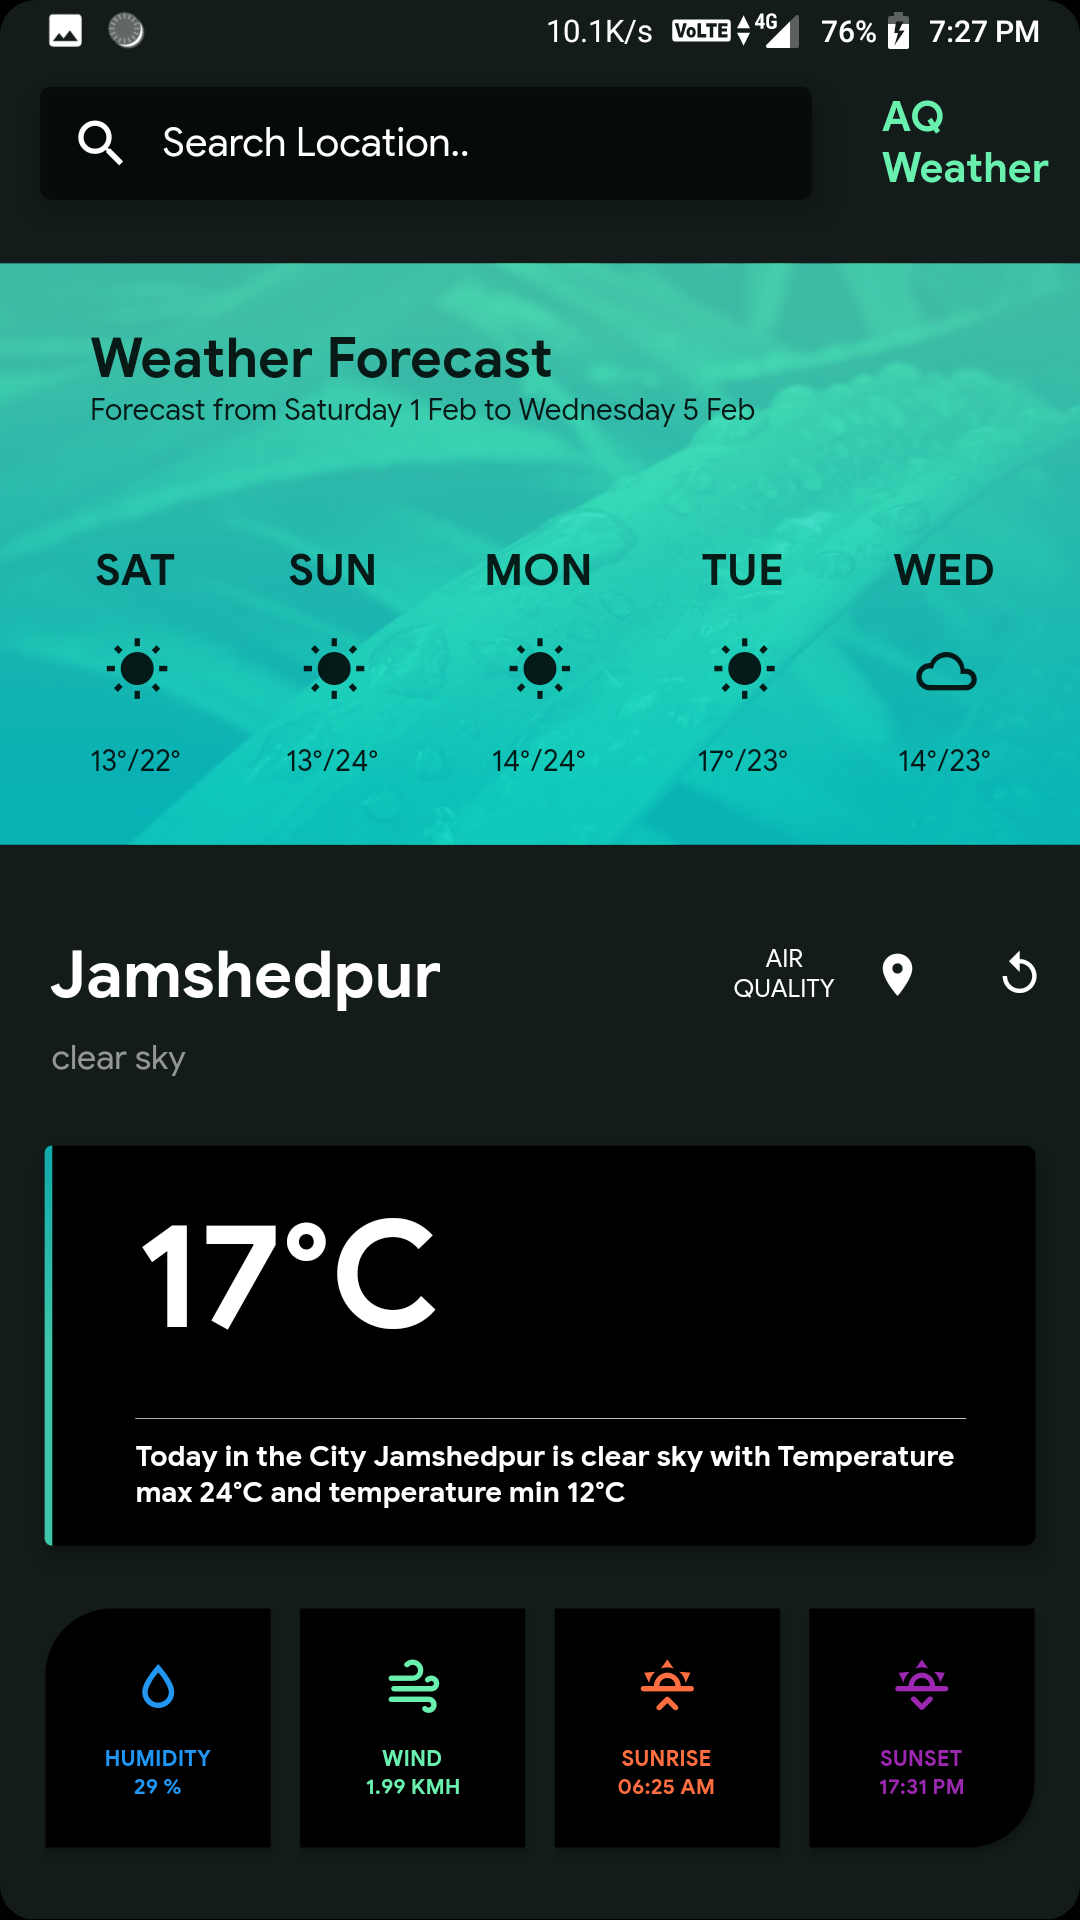 10.1K/s VoLTE 4G 76% 7:27 PM
Search Location..
AQ
Weather
Weather Forecast
Forecast from Saturday 1 Feb to Wednesday 5 Feb
SAT SUN MON TUE WED
13°/22° 13°/24° 14°/24° 17°/23° 14°/23°
Jamshedpur
AIR
QUALITY
clear sky
17°C
Today in the City Jamshedpur is clear sky with Temperature
max 24°C and temperature min 12°C
HUMIDITY
29 %
WIND
1.99 KMH
SUNRISE
06:25 AM
SUNSET
17:31 PM